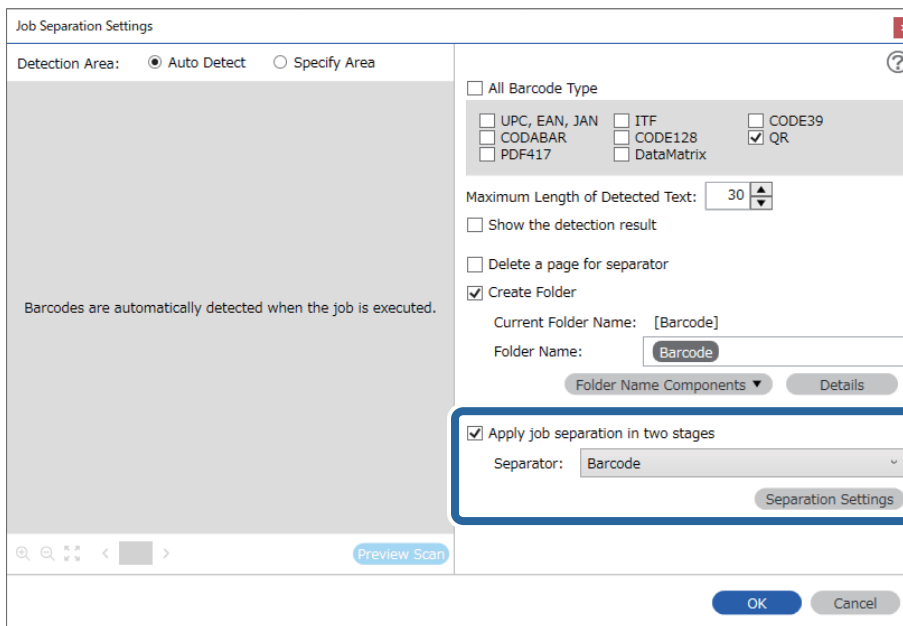 Job Separation Settings
Detection Area: Auto Detect Specify Area
?
All Barcode Type
UPC, EAN, JAN ITF CODE39
CODABAR CODE128 QR
PDF417 DataMatrix
Maximum Length of Detected Text: 30
Show the detection result
Delete a page for separator
Barcodes are automatically detected when the job is executed.
Create Folder
Current Folder Name: [Barcode]
Folder Name: Barcode
Folder Name Components Details
Apply job separation in two stages
Separator: Barcode
Separation Settings
Preview Scan
OK Cancel